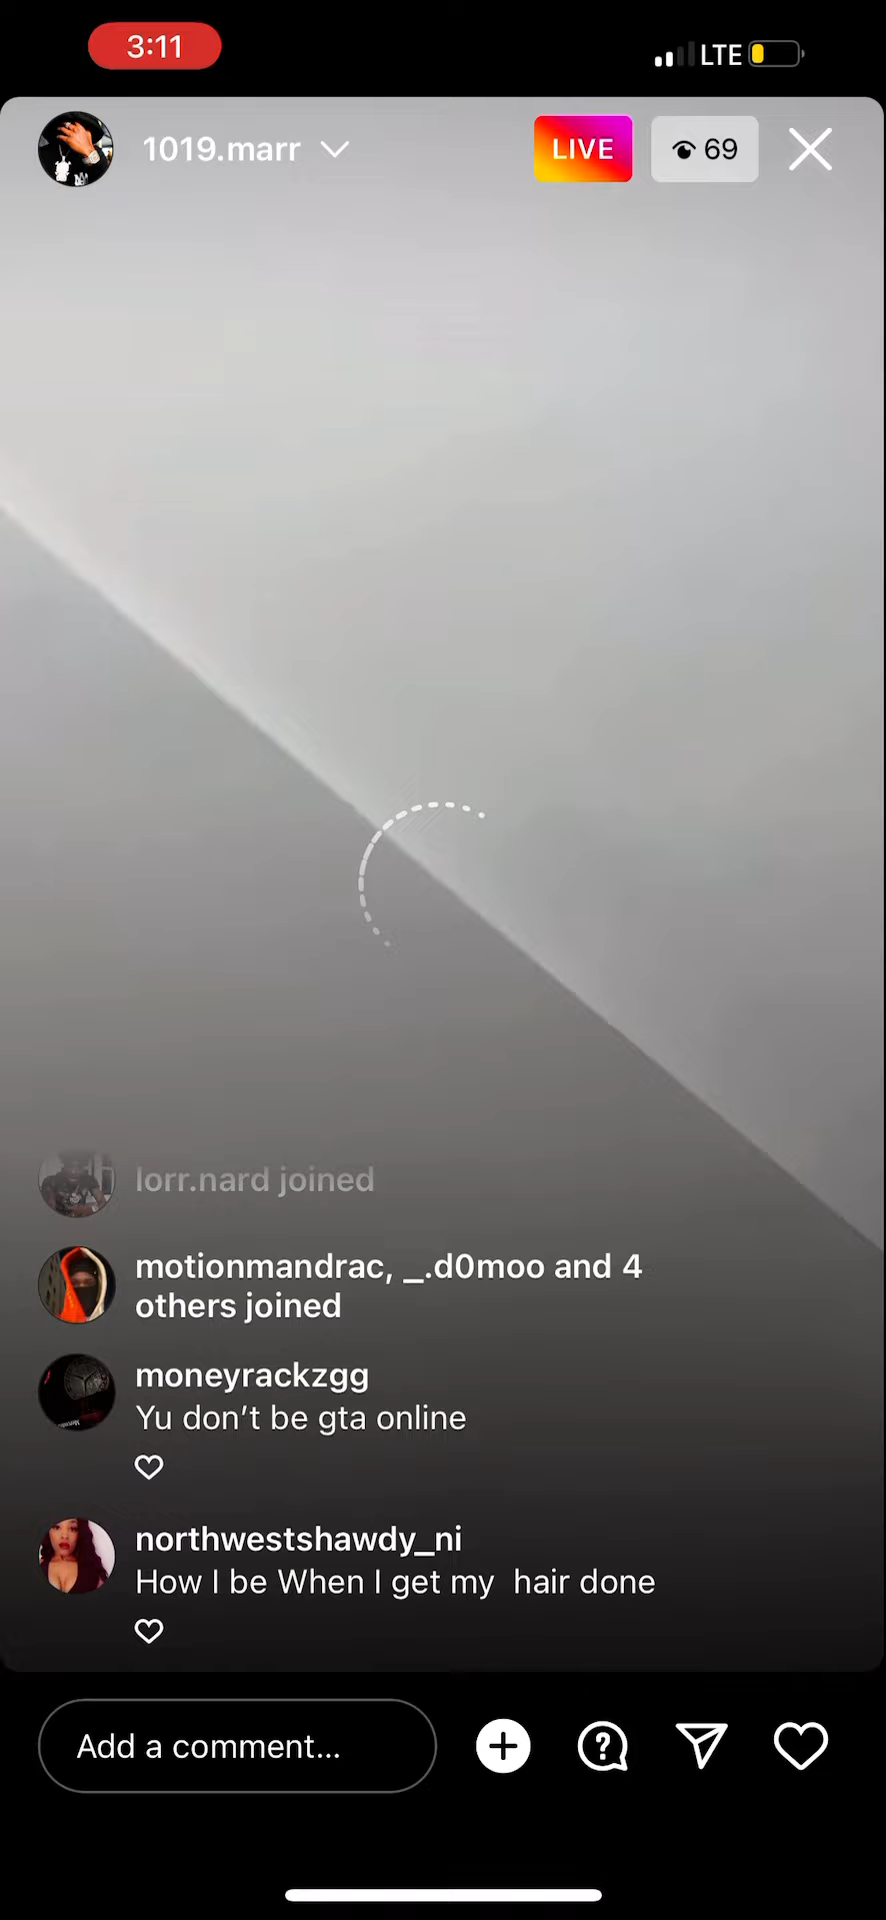 3:11
LTE
1019.marr
LIVE
69
lorr.nard joined
motionmandrac, _.d0moo and 4
others joined
moneyrackzgg
Yu don’t be gta online
northwestshawdy_ni
How I be When I get my  hair done
Add a comment...